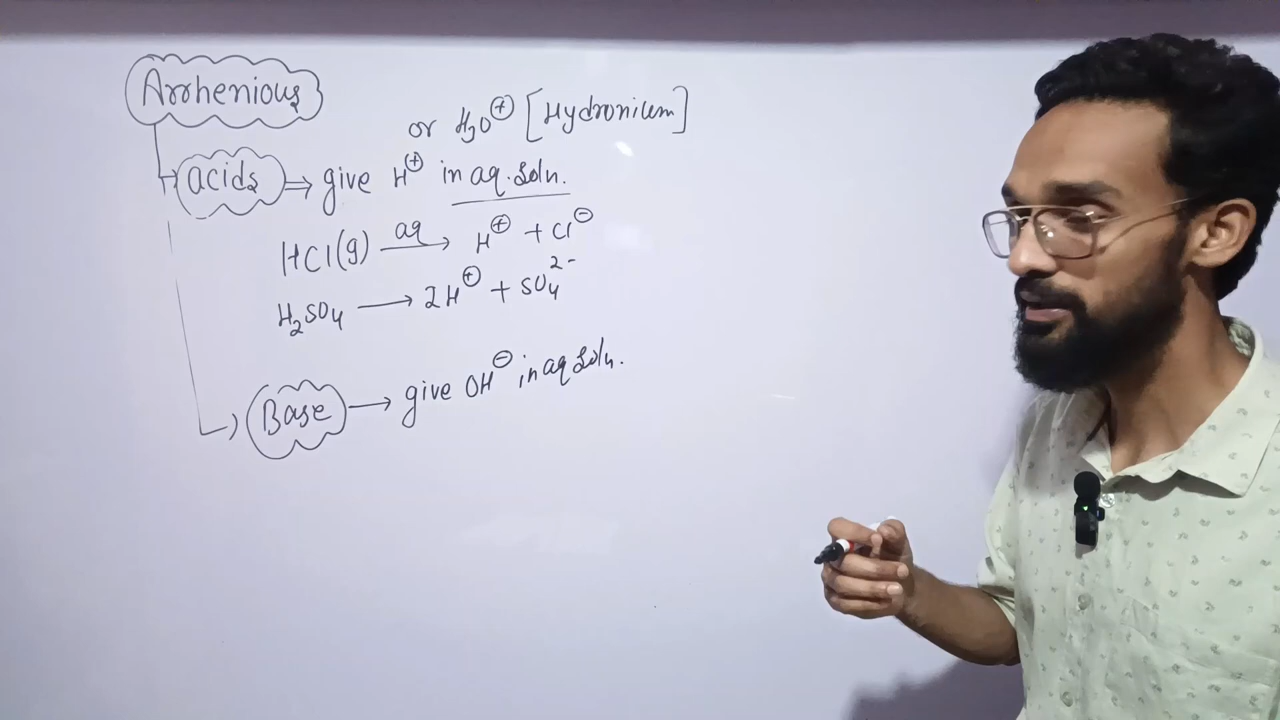 Arrhenious
or H₃O⊕ [Hydronium]
acids ⇒ give H⊕ in aq. soln.
HCl(g) —aq→ H⊕ + Cl⊖
H₂SO₄ → 2H⊕ + SO₄²⁻
Base → give OH⊖ in aq soln.